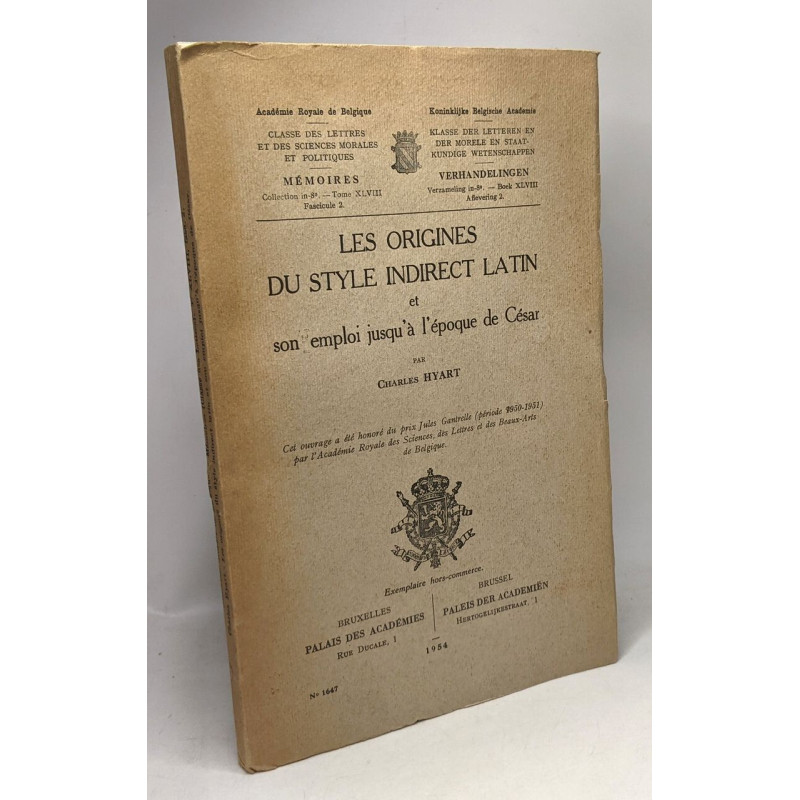 Académie Royale de Belgique
CLASSE DES LETTRES
ET DES SCIENCES MORALES
ET POLITIQUES
MÉMOIRES
Collection in-8º. — Tome XLVIII
Fascicule 2.
Koninklijke Belgische Academie
KLASSE DER LETTEREN EN
DER MORELE EN STAAT-
KUNDIGE WETENSCHAPPEN
VERHANDELINGEN
Verzameling in-8º. — Boek XLVIII
Aflevering 2.
LES ORIGINES
DU STYLE INDIRECT LATIN
et
son emploi jusqu'à l'époque de César
PAR
CHARLES HYART
Cet ouvrage a été honoré du prix Jules Gantrelle (période 1950-1951)
par l'Académie Royale des Sciences, des Lettres et des Beaux-Arts
de Belgique.
Exemplaire hors-commerce.
BRUXELLES
PALAIS DES ACADÉMIES
RUE DUCALE, 1
BRUSSEL
PALEIS DER ACADEMIËN
HERTOGELIJKESTRAAT, 1
1954
Nº 1647